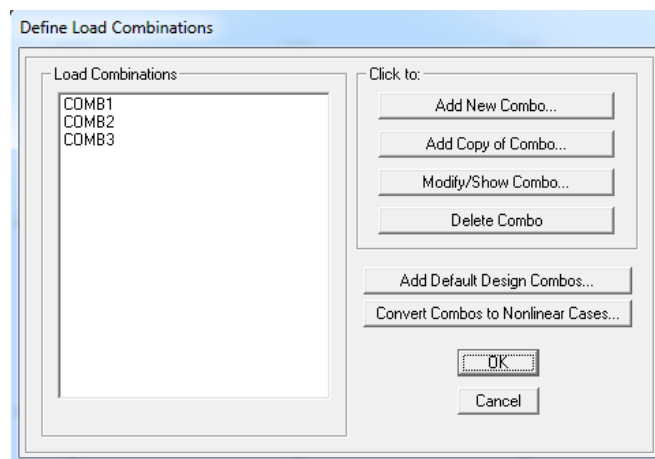 Define Load Combinations
Load Combinations
COMB1
COMB2
COMB3
Click to:
Add New Combo...
Add Copy of Combo...
Modify/Show Combo...
Delete Combo
Add Default Design Combos...
Convert Combos to Nonlinear Cases...
OK
Cancel